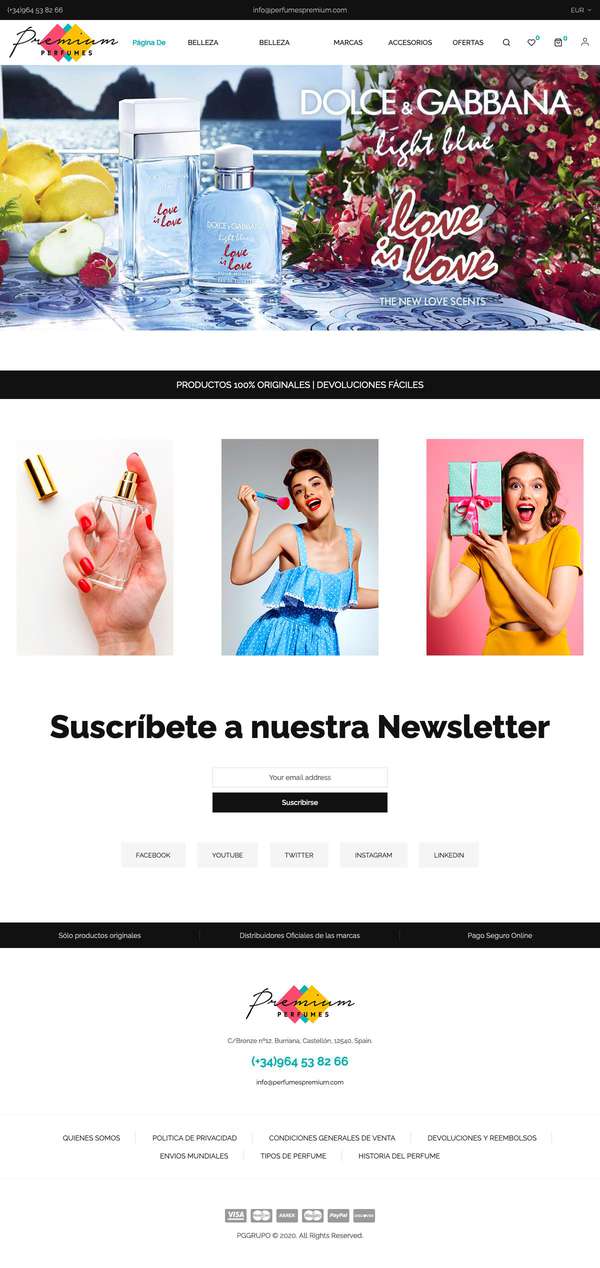 (+34)964 53 82 66
info@perfumespremium.com
EUR
Premium
PERFUMES
Página De
BELLEZA
BELLEZA
MARCAS
ACCESORIOS
OFERTAS
0
0
DOLCE & GABBANA
light blue
love
is
love
THE NEW LOVE SCENTS
love
is love
DOLCE & GABBANA
light blue
love
is
love
PRODUCTOS 100% ORIGINALES | DEVOLUCIONES FÁCILES
Suscríbete a nuestra Newsletter
Your email address
Suscribirse
FACEBOOK
YOUTUBE
TWITTER
INSTAGRAM
LINKEDIN
Sólo productos originales
Distribuidores Oficiales de las marcas
Pago Seguro Online
Premium
PERFUMES
C/Bronze nº12, Burriana, Castellón, 12540, Spain.
(+34)964 53 82 66
info@perfumespremium.com
QUIENES SOMOS
POLITICA DE PRIVACIDAD
CONDICIONES GENERALES DE VENTA
DEVOLUCIONES Y REEMBOLSOS
ENVIOS MUNDIALES
TIPOS DE PERFUME
HISTORIA DEL PERFUME
VISA
AMEX
PayPal
DISCOVER
PGGRUPO © 2020. All Rights Reserved.